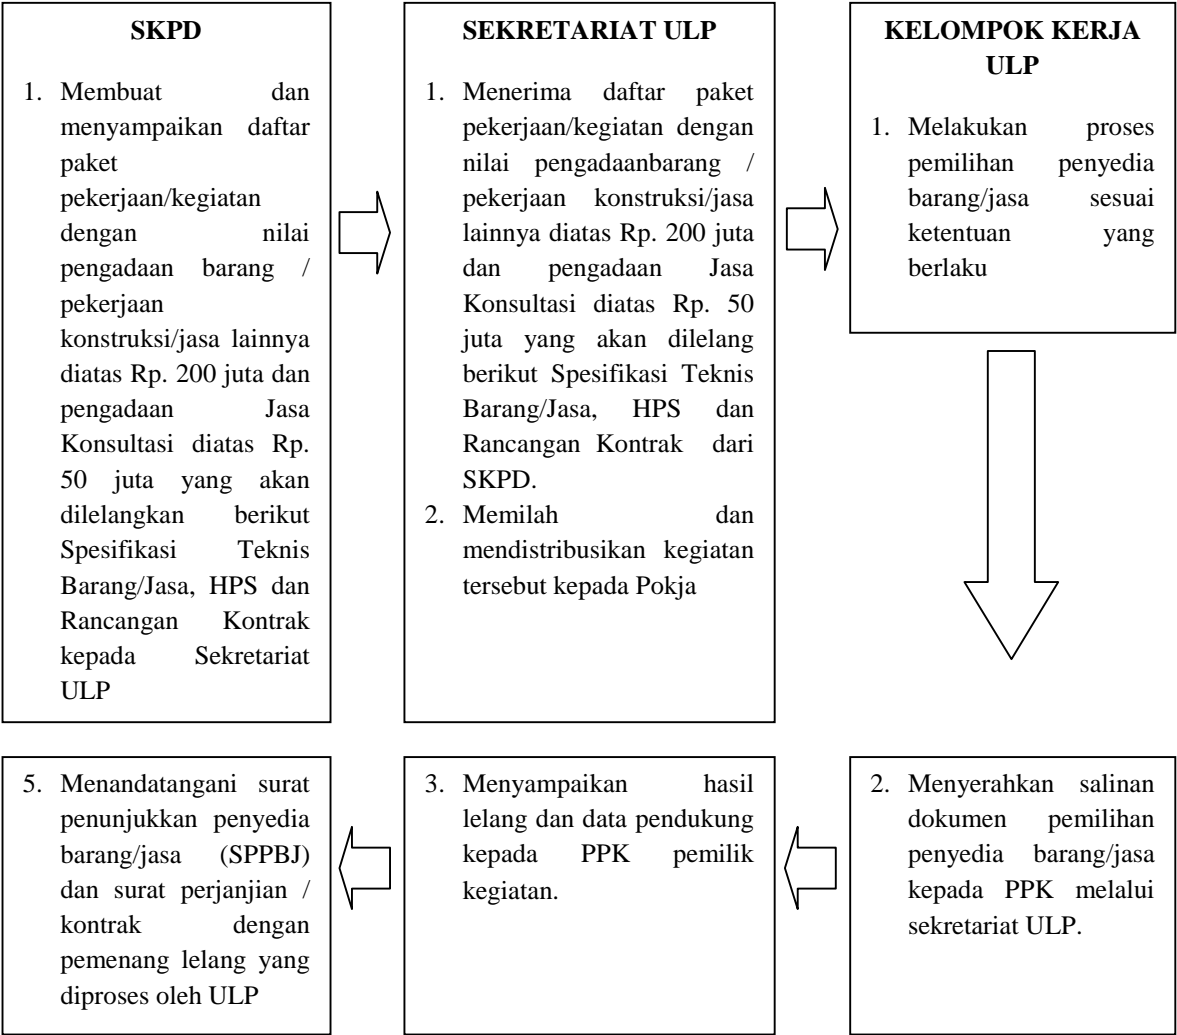 SKPD
1. Membuat dan
menyampaikan daftar
paket
pekerjaan/kegiatan
dengan nilai
pengadaan barang /
pekerjaan
konstruksi/jasa lainnya
diatas Rp. 200 juta dan
pengadaan Jasa
Konsultasi diatas Rp.
50 juta yang akan
dilelangkan berikut
Spesifikasi Teknis
Barang/Jasa, HPS dan
Rancangan Kontrak
kepada Sekretariat
ULP
SEKRETARIAT ULP
1. Menerima daftar paket
pekerjaan/kegiatan dengan
nilai pengadaanbarang /
pekerjaan konstruksi/jasa
lainnya diatas Rp. 200 juta
dan pengadaan Jasa
Konsultasi diatas Rp. 50
juta yang akan dilelang
berikut Spesifikasi Teknis
Barang/Jasa, HPS dan
Rancangan Kontrak dari
SKPD.
2. Memilah dan
mendistribusikan kegiatan
tersebut kepada Pokja
KELOMPOK KERJA
ULP
1. Melakukan proses
pemilihan penyedia
barang/jasa sesuai
ketentuan yang
berlaku
2. Menyerahkan salinan
dokumen pemilihan
penyedia barang/jasa
kepada PPK melalui
sekretariat ULP.
3. Menyampaikan hasil
lelang dan data pendukung
kepada PPK pemilik
kegiatan.
5. Menandatangani surat
penunjukkan penyedia
barang/jasa (SPPBJ)
dan surat perjanjian /
kontrak dengan
pemenang lelang yang
diproses oleh ULP